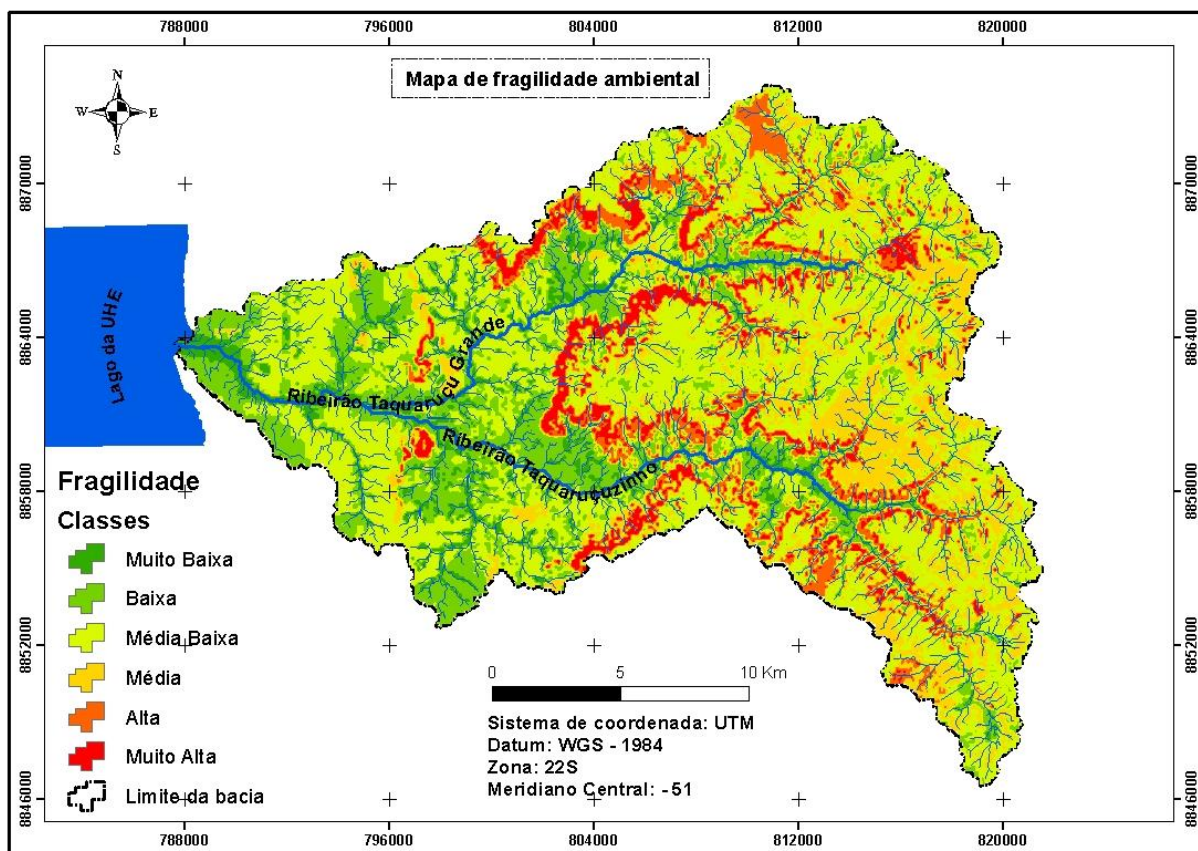 788000 796000 804000 812000 820000
Mapa de fragilidade ambiental
N
W E
S
8870000 8870000
Lago da UHE
8864000 8864000
Ribeirão Taquaruçu Grande
Ribeirão Taquaruçuzinho
8858000 8858000
Fragilidade
Classes
Muito Baixa
Baixa
Média Baixa
Média
Alta
Muito Alta
Limite da bacia
8852000 8852000
0 5 10 Km
Sistema de coordenada: UTM
Datum: WGS - 1984
Zona: 22S
Meridiano Central: -51
8846000 8846000
788000 796000 804000 812000 820000